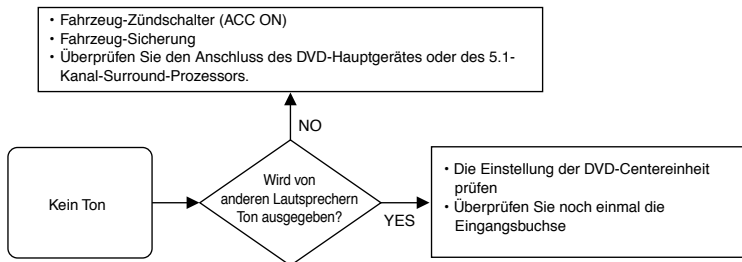 • Fahrzeug-Zündschalter (ACC ON)
• Fahrzeug-Sicherung
• Überprüfen Sie den Anschluss des DVD-Hauptgerätes oder des 5.1-
Kanal-Surround-Prozessors.
NO
Kein Ton
Wird von
anderen Lautsprechern
Ton ausgegeben?
YES
• Die Einstellung der DVD-Centereinheit
prüfen
• Überprüfen Sie noch einmal die
Eingangsbuchse